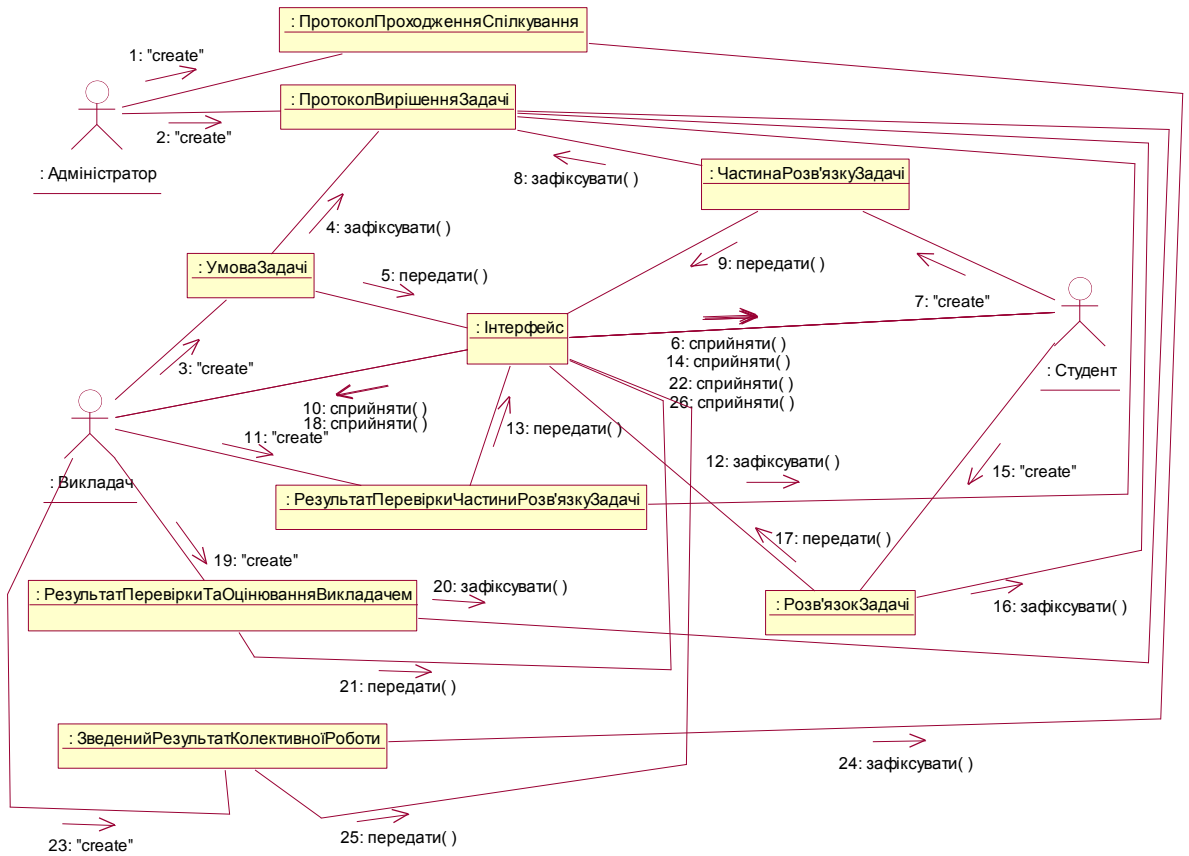 : ПротоколПроходженняСпілкування
1: "create"
: ПротоколВирішенняЗадачі
2: "create"
: Адміністратор
8: зафіксувати( )
: ЧастинаРозв'язкуЗадачі
4: зафіксувати( )
: УмоваЗадачі
5: передати( )
9: передати( )
7: "create"
: Інтерфейс
6: сприйняти( )
14: сприйняти( )
22: сприйняти( )
26: сприйняти( )
: Студент
3: "create"
10: сприйняти( )
18: сприйняти( )
11: "create"
13: передати( )
12: зафіксувати( )
15: "create"
: Викладач
: РезультатПеревіркиЧастиниРозв'язкуЗадачі
17: передати( )
19: "create"
: РезультатПеревіркиТаОцінюванняВикладачем
20: зафіксувати( )
: Розв'язокЗадачі
16: зафіксувати( )
21: передати( )
: ЗведенийРезультатКолективноїРоботи
24: зафіксувати( )
23: "create"
25: передати( )